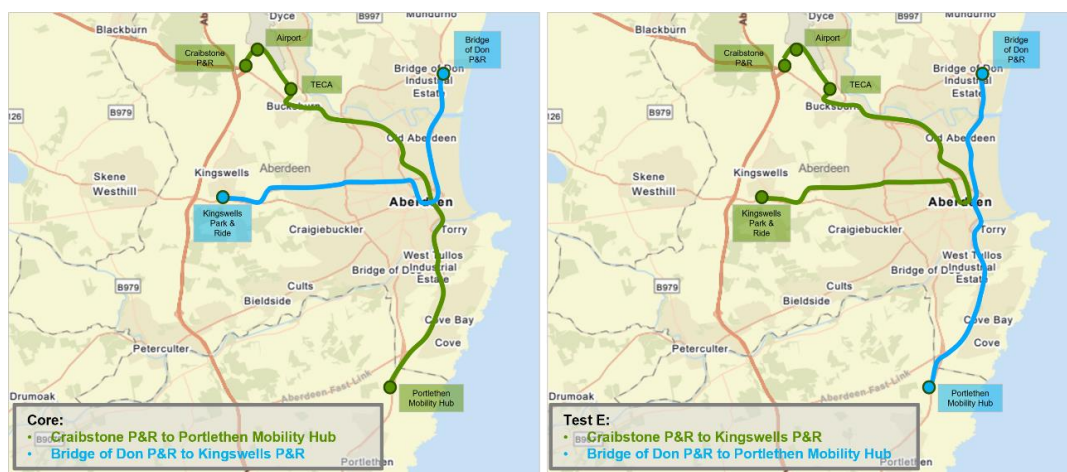 Blackburn
Dyce
B997
Mundurno
Airport
Craibstone
P&R
TECA
Bucksburn
Bridge
of Don
P&R
Bridge of Don
Industrial
Estate
Old Aberdeen
B979
Skene
Westhill
Kingswells
Aberdeen
Kingswells
Park &
Ride
Aberdeen
Craigiebuckler
Torry
West Tullos
Industrial
Estate
Cults
Bieldside
Cove Bay
Cove
B979
Peterculter
Aberdeen Fast Link
Drumoak
Portlethen
Mobility Hub
Portlethen
Core:
• Craibstone P&R to Portlethen Mobility Hub
• Bridge of Don P&R to Kingswells P&R
Blackburn
Dyce
B997
Mundurno
Airport
Craibstone
P&R
TECA
Bucksburn
Bridge
of Don
P&R
Bridge of Don
Industrial
Estate
Old Aberdeen
B979
Skene
Westhill
Kingswells
Aberdeen
Kingswells
Park &
Ride
Aberdeen
Craigiebuckler
Torry
West Tullos
Industrial
Estate
Cults
Bieldside
Cove Bay
Cove
B979
Peterculter
Aberdeen Fast Link
Drumoak
Portlethen
Mobility Hub
Portlethen
Test E:
• Craibstone P&R to Kingswells P&R
• Bridge of Don P&R to Portlethen Mobility Hub